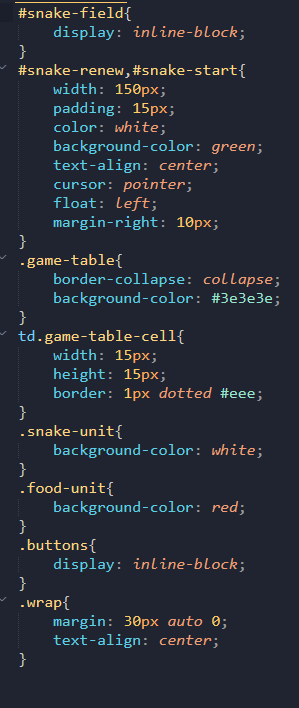 #snake-field{
    display: inline-block;
}
#snake-renew,#snake-start{
    width: 150px;
    padding: 15px;
    color: white;
    background-color: green;
    text-align: center;
    cursor: pointer;
    float: left;
    margin-right: 10px;
}
.game-table{
    border-collapse: collapse;
    background-color: #3e3e3e;
}
td.game-table-cell{
    width: 15px;
    height: 15px;
    border: 1px dotted #eee;
}
.snake-unit{
    background-color: white;
}
.food-unit{
    background-color: red;
}
.buttons{
    display: inline-block;
}
.wrap{
    margin: 30px auto 0;
    text-align: center;
}